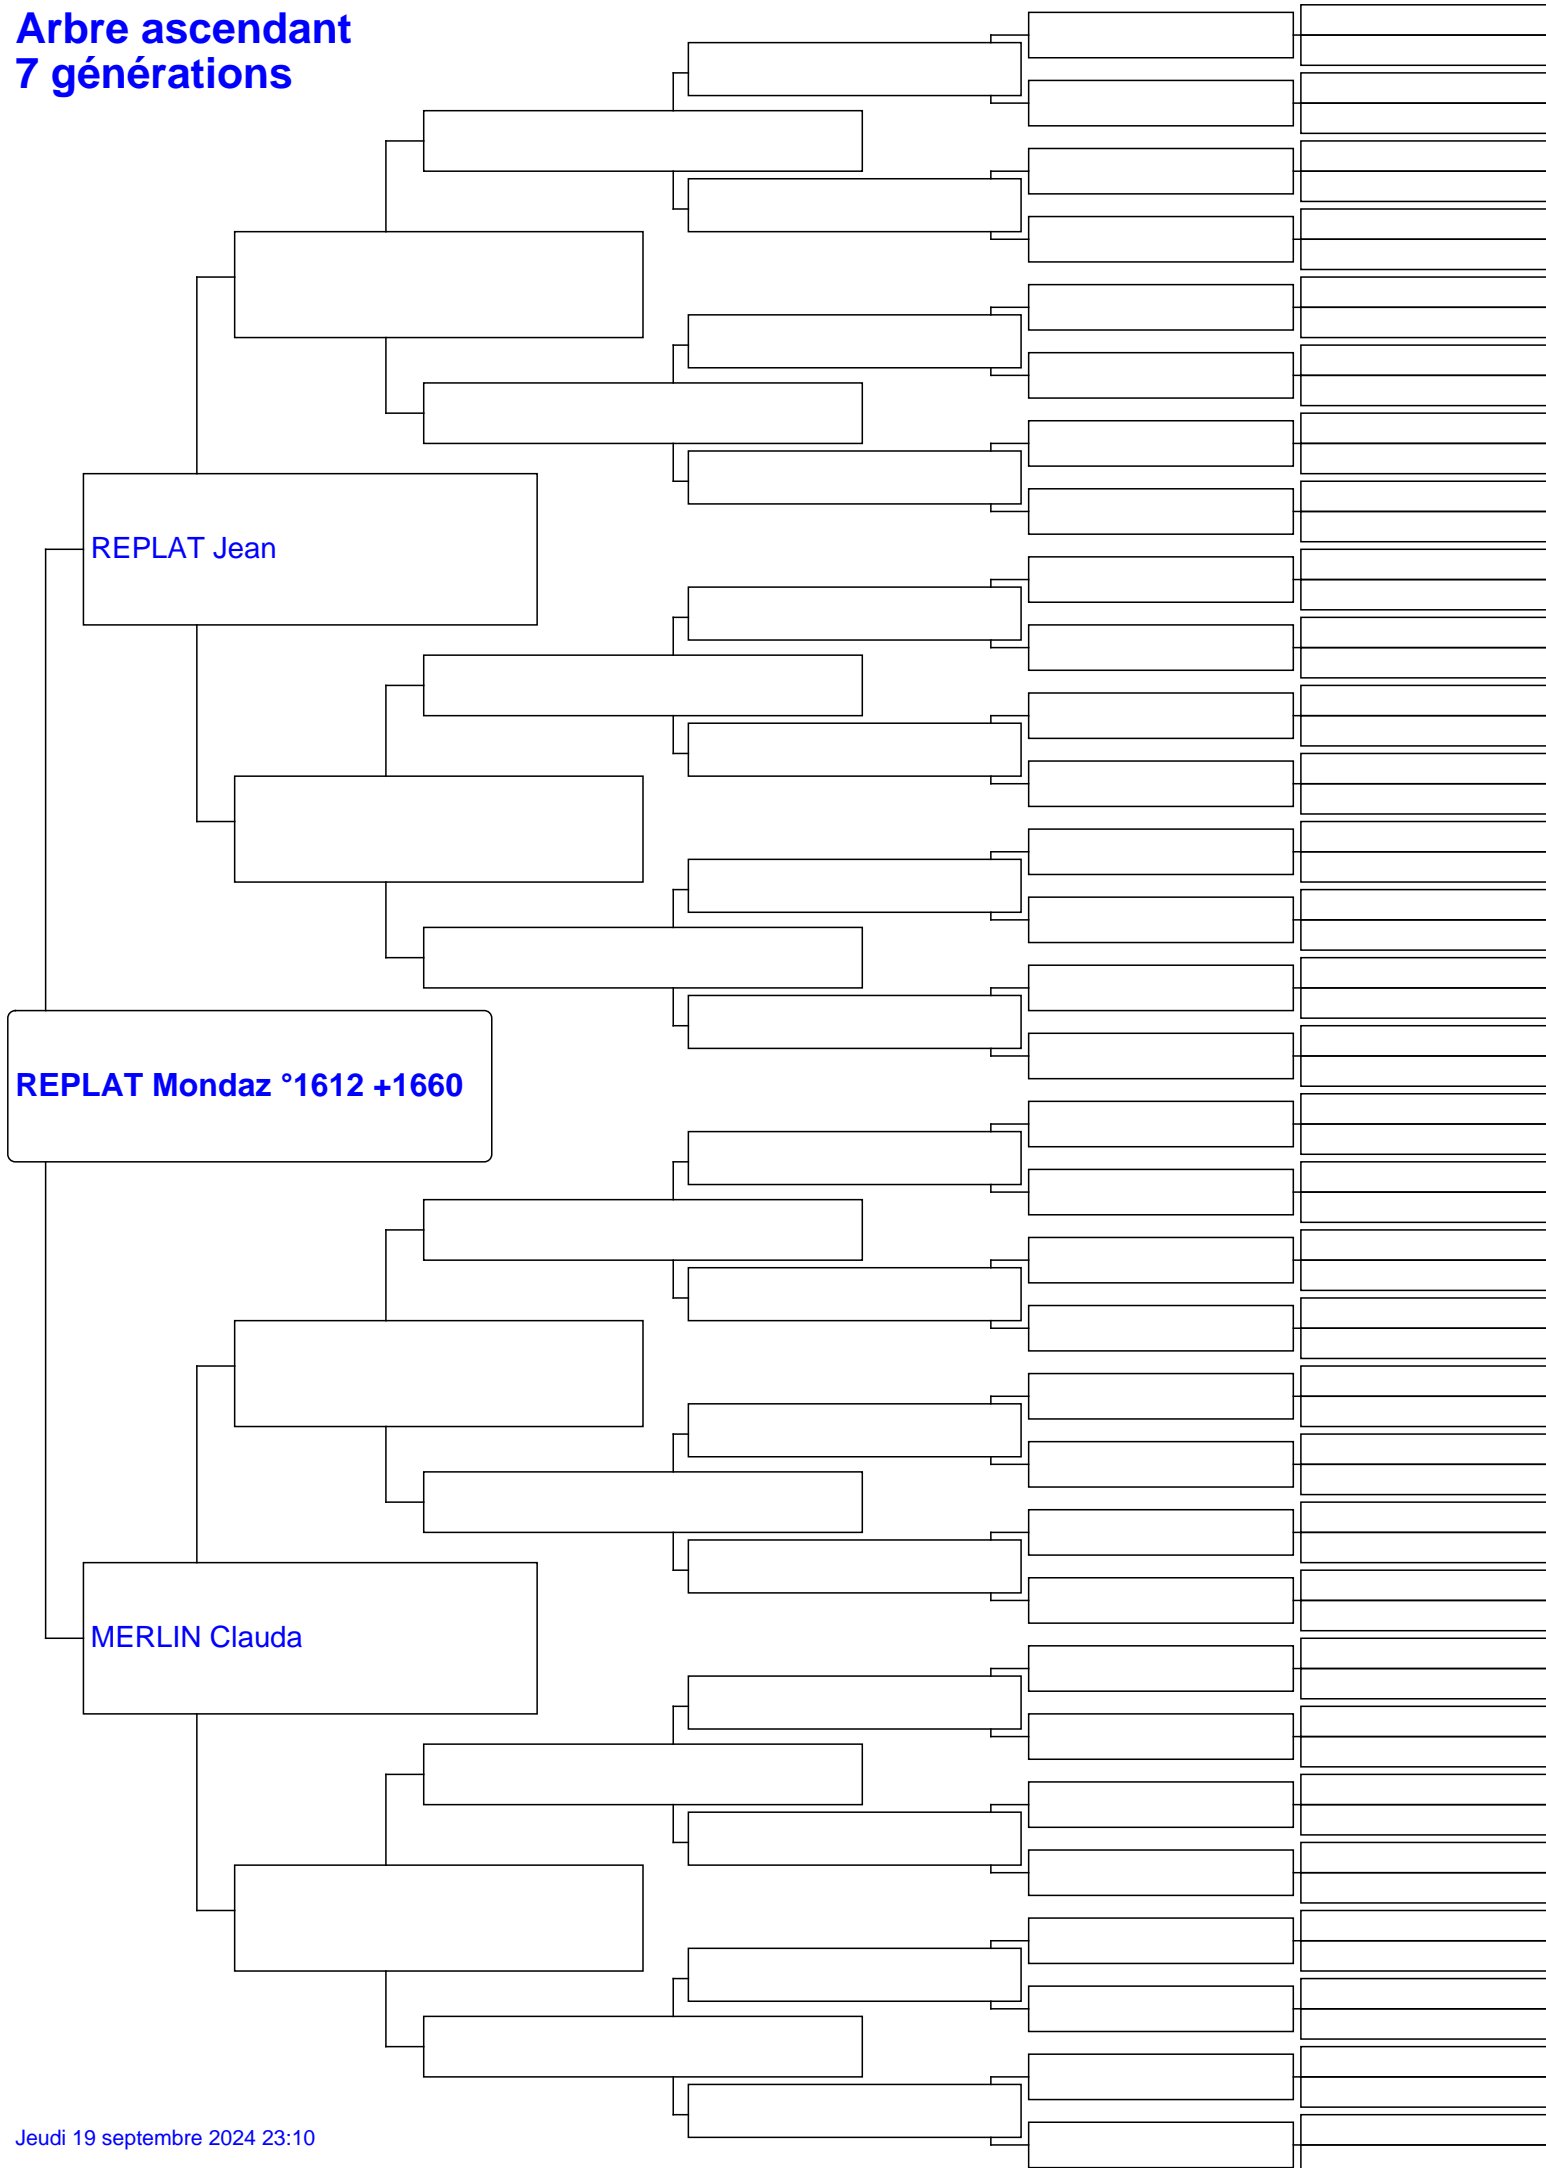 Arbre ascendant
7 générations
REPLAT Jean
REPLAT Mondaz °1612 +1660
MERLIN Clauda
Jeudi 19 septembre 2024 23:10